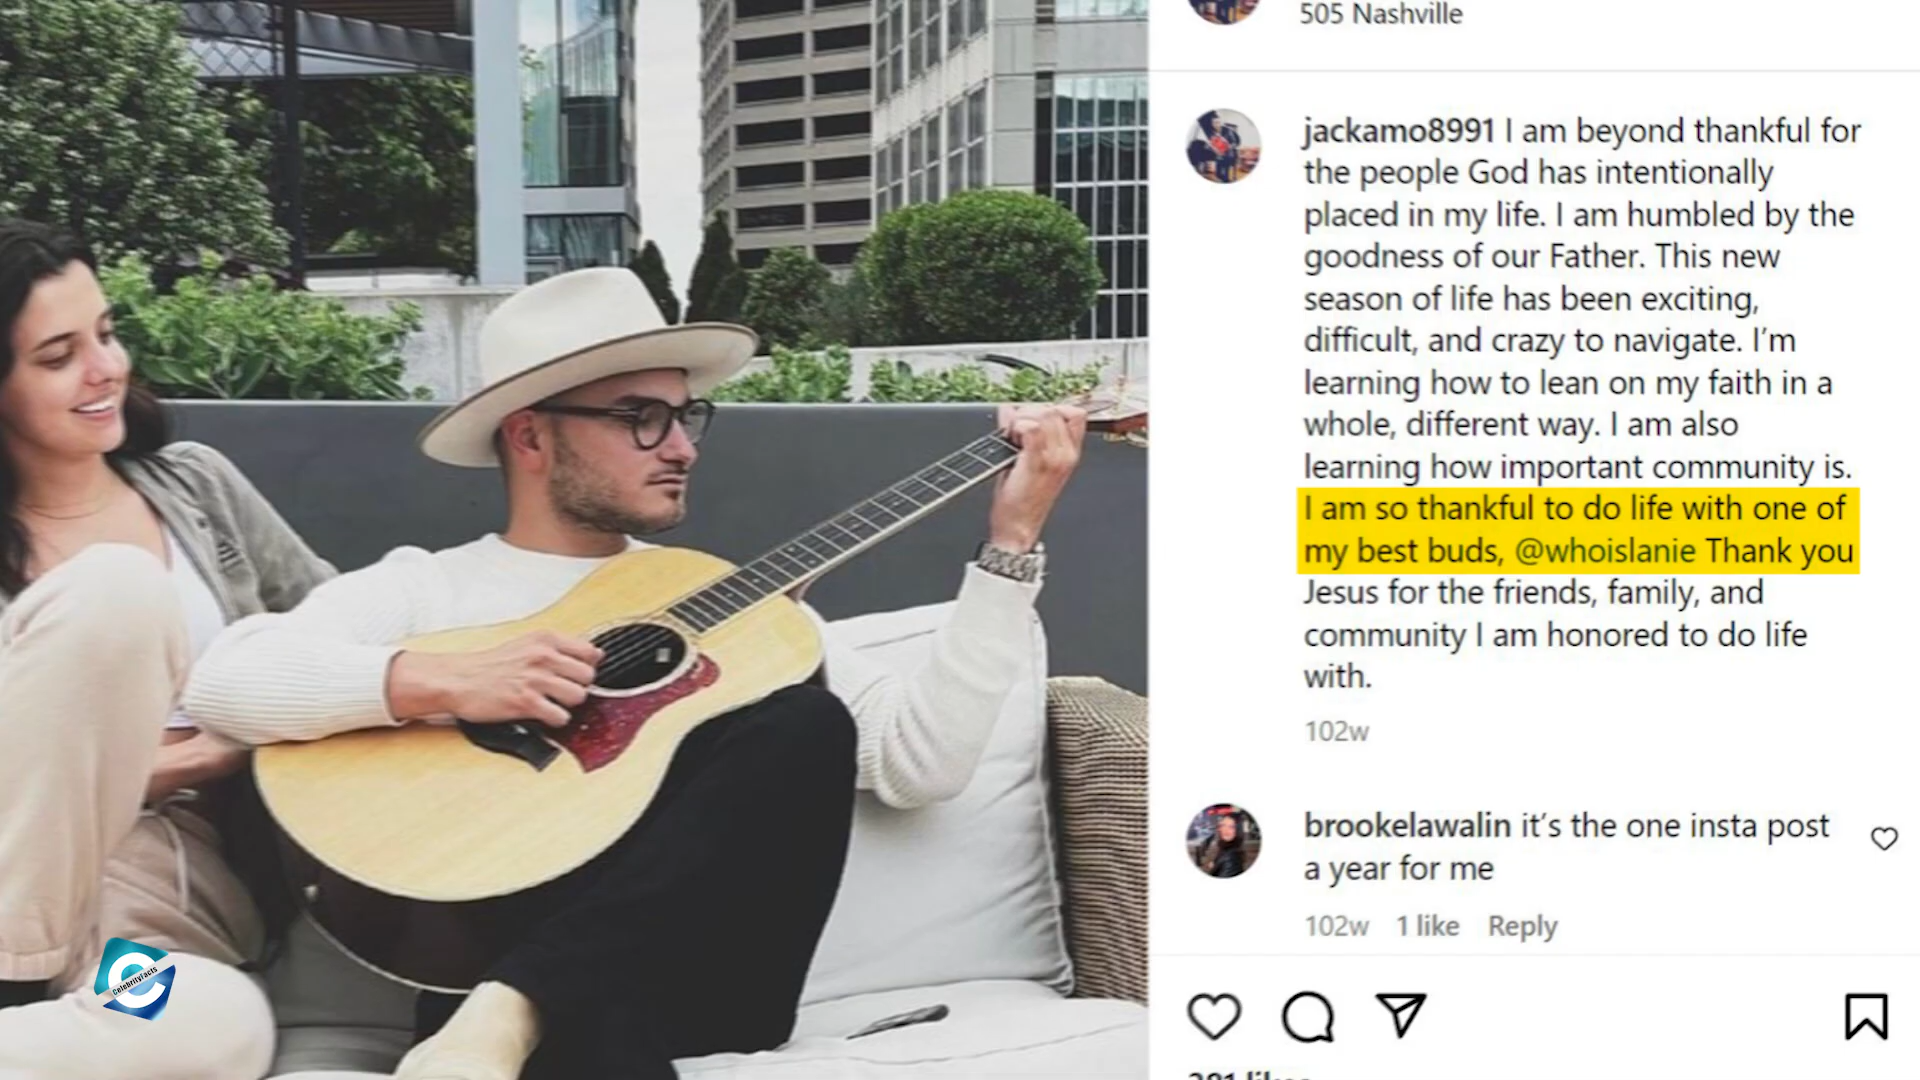 505 Nashville
jackamo8991 I am beyond thankful for
the people God has intentionally
placed in my life. I am humbled by the
goodness of our Father. This new
season of life has been exciting,
difficult, and crazy to navigate. I’m
learning how to lean on my faith in a
whole, different way. I am also
learning how important community is.
I am so thankful to do life with one of
my best buds, @whoislanie Thank you
Jesus for the friends, family, and
community I am honored to do life
with.
102w
brookelawalin it’s the one insta post
a year for me
102w 1 like Reply
CelebrityFacts